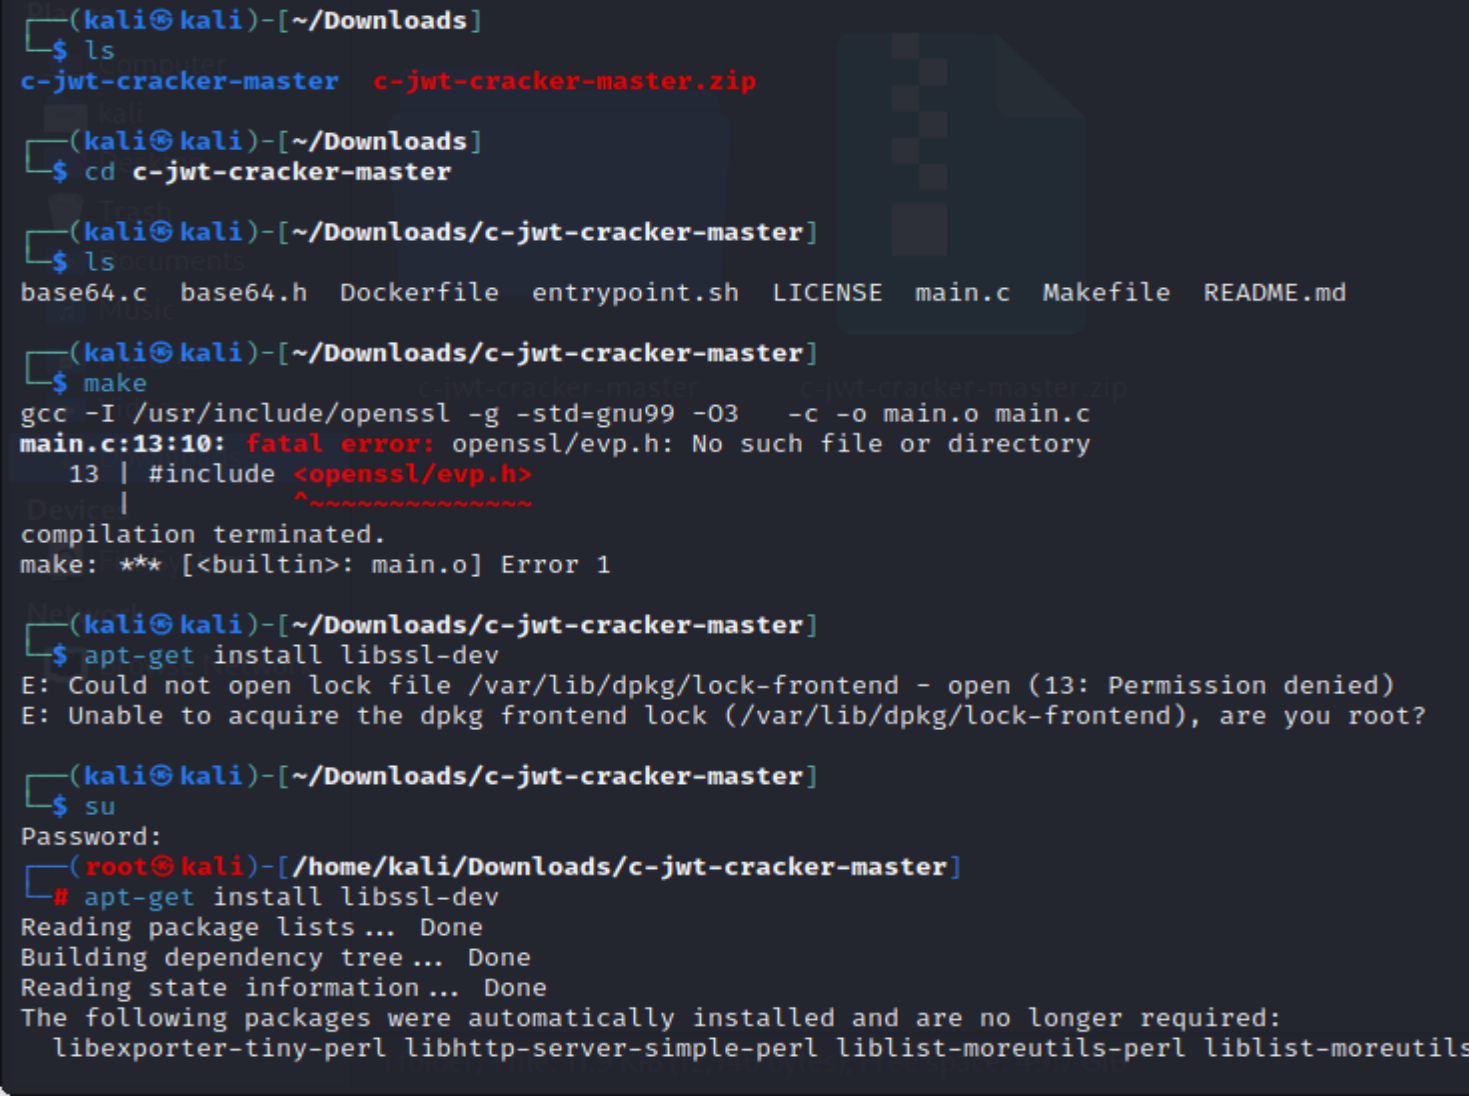 ┌──(kali㉿kali)-[~/Downloads]
└─$ ls
c-jwt-cracker-master  c-jwt-cracker-master.zip
┌──(kali㉿kali)-[~/Downloads]
└─$ cd c-jwt-cracker-master
┌──(kali㉿kali)-[~/Downloads/c-jwt-cracker-master]
└─$ ls
base64.c  base64.h  Dockerfile  entrypoint.sh  LICENSE  main.c  Makefile  README.md
┌──(kali㉿kali)-[~/Downloads/c-jwt-cracker-master]
└─$ make
gcc -I /usr/include/openssl -g -std=gnu99 -O3   -c -o main.o main.c
main.c:13:10: fatal error: openssl/evp.h: No such file or directory
   13 | #include <openssl/evp.h>
      |          ^~~~~~~~~~~~~~~
compilation terminated.
make: *** [<builtin>: main.o] Error 1
┌──(kali㉿kali)-[~/Downloads/c-jwt-cracker-master]
└─$ apt-get install libssl-dev
E: Could not open lock file /var/lib/dpkg/lock-frontend - open (13: Permission denied)
E: Unable to acquire the dpkg frontend lock (/var/lib/dpkg/lock-frontend), are you root?
┌──(kali㉿kali)-[~/Downloads/c-jwt-cracker-master]
└─$ su
Password:
┌──(root㉿kali)-[/home/kali/Downloads/c-jwt-cracker-master]
└─# apt-get install libssl-dev
Reading package lists... Done
Building dependency tree... Done
Reading state information... Done
The following packages were automatically installed and are no longer required:
  libexporter-tiny-perl libhttp-server-simple-perl liblist-moreutils-perl liblist-moreutils